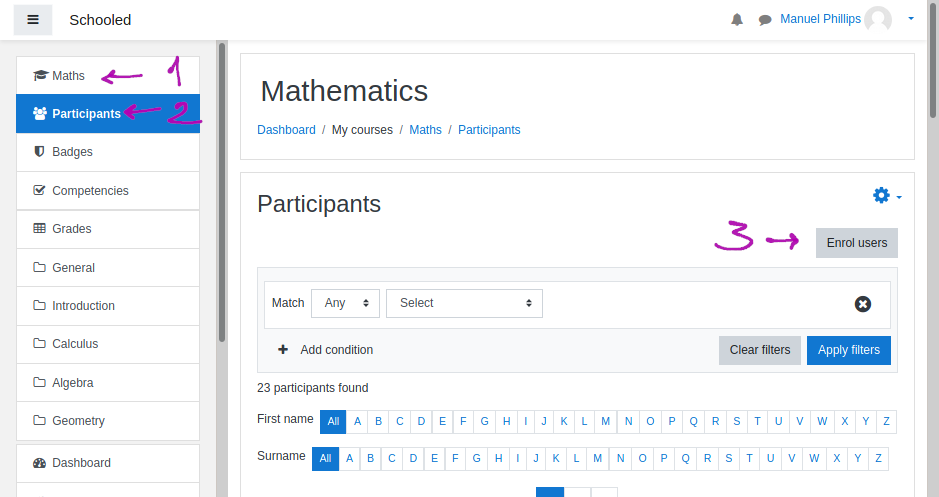 Schooled
Manuel Phillips
Maths 1
Participants 2
Badges
Competencies
Grades
General
Introduction
Calculus
Algebra
Geometry
Dashboard
Mathematics
Dashboard / My courses / Maths / Participants
Participants
3 Enrol users
Match Any Select
Add condition Clear filters Apply filters
23 participants found
First name All A B C D E F G H I J K L M N O P Q R S T U V W X Y Z
Surname All A B C D E F G H I J K L M N O P Q R S T U V W X Y Z